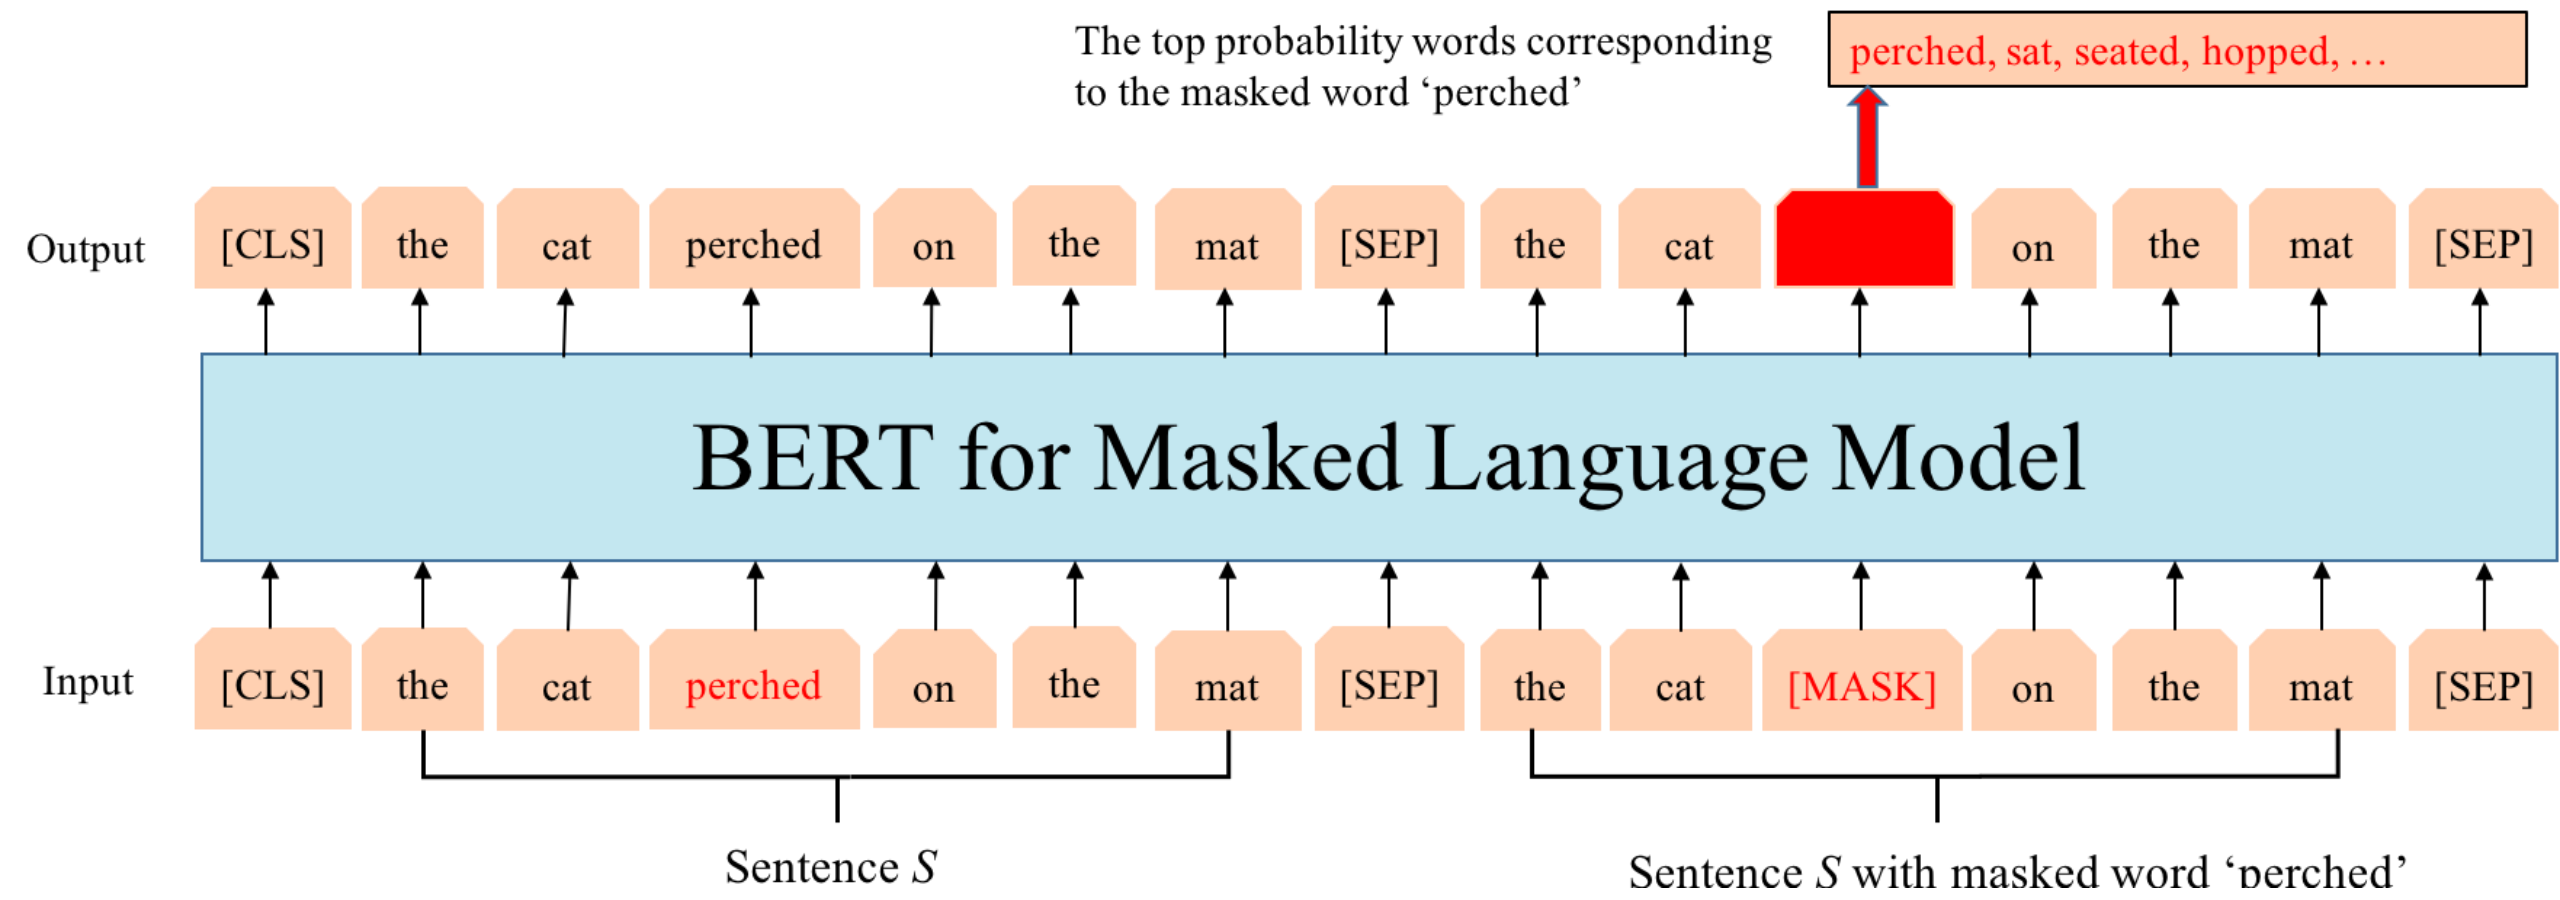 The top probability words corresponding
to the masked word ‘perched’
perched, sat, seated, hopped, …
Output
[CLS] the cat perched on the mat [SEP] the cat on the mat [SEP]
BERT for Masked Language Model
Input
[CLS] the cat perched on the mat [SEP] the cat [MASK] on the mat [SEP]
Sentence S
Sentence S with masked word ‘perched’